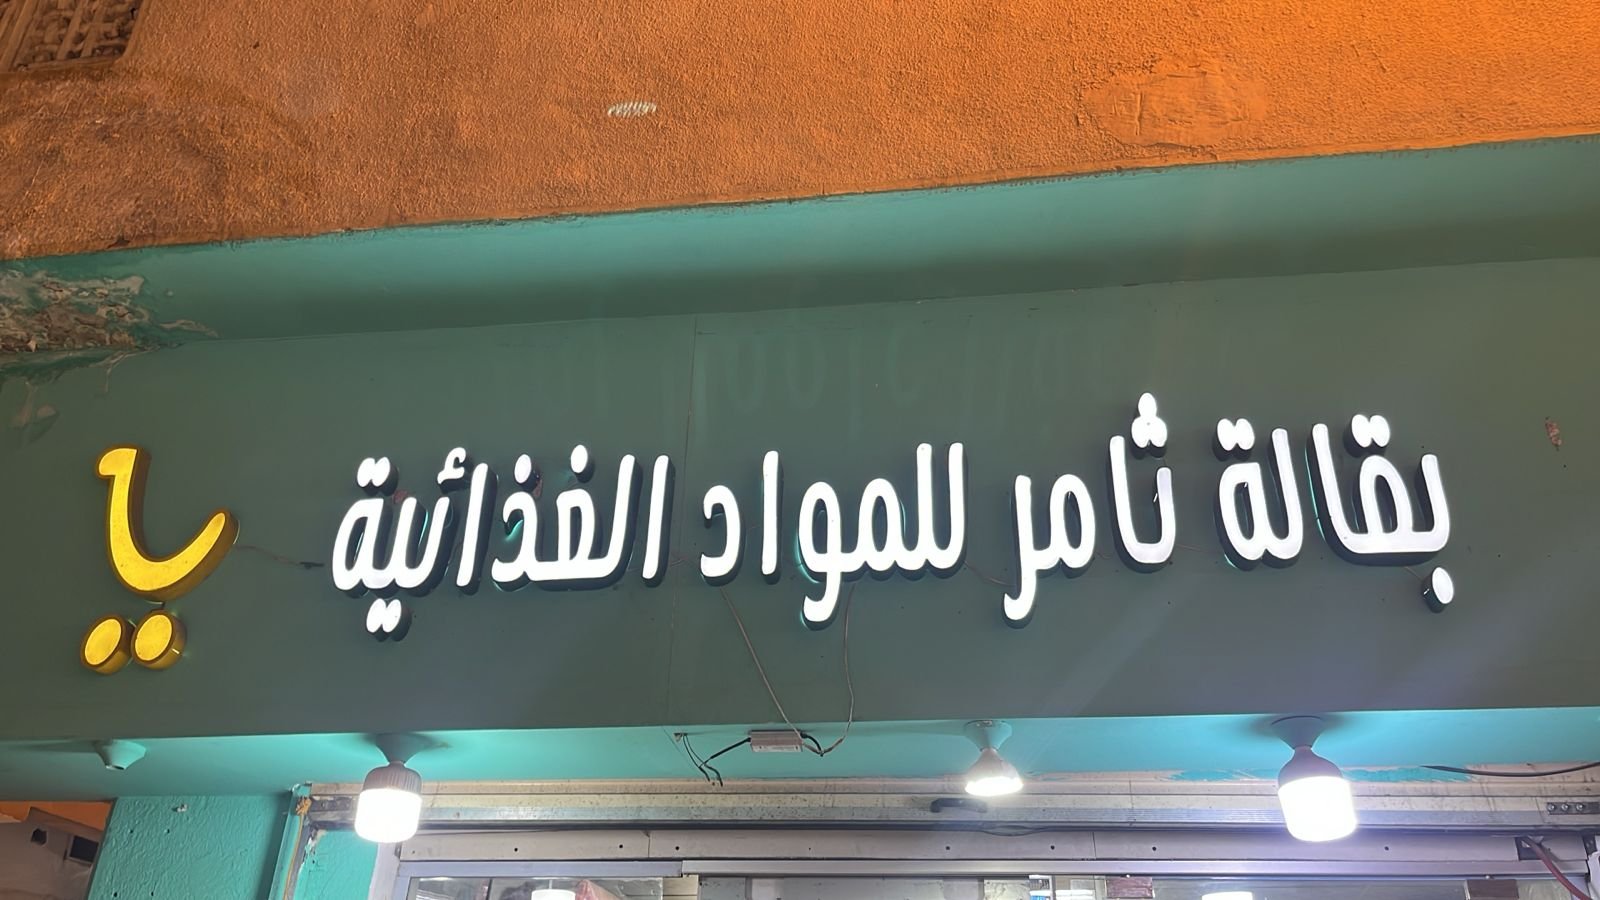 بقالة ثامر للمواد الغذائية